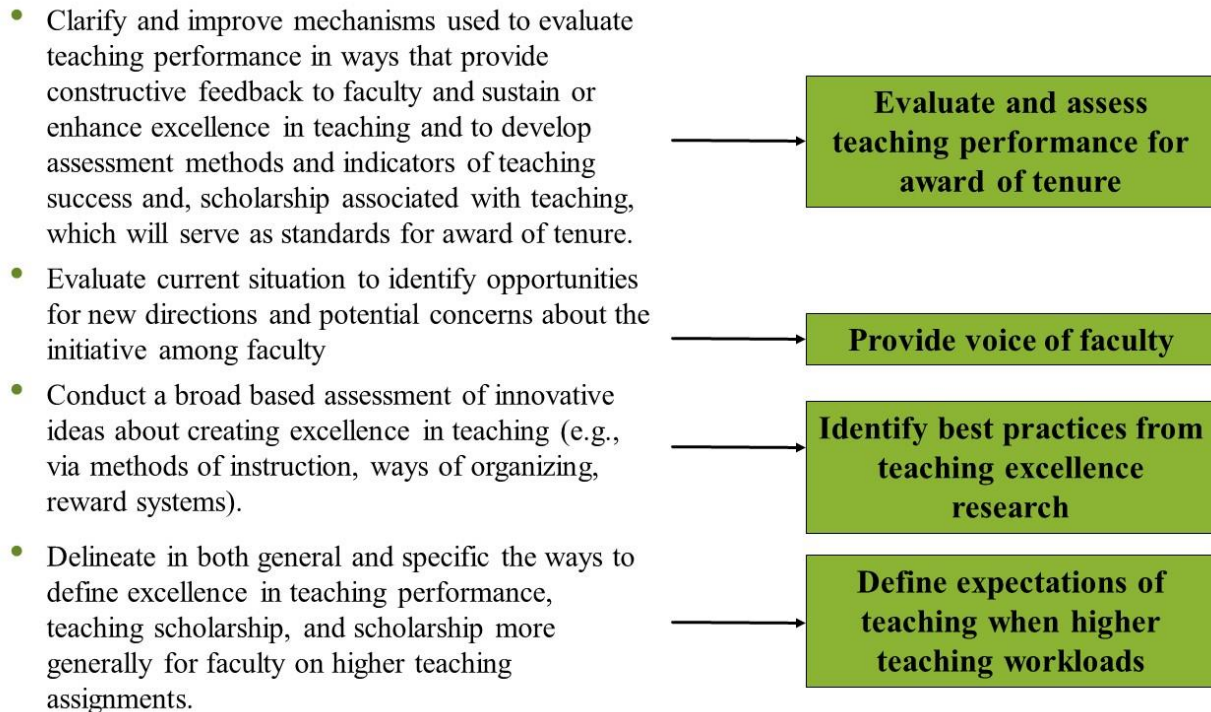 • Clarify and improve mechanisms used to evaluate
teaching performance in ways that provide
constructive feedback to faculty and sustain or
enhance excellence in teaching and to develop
assessment methods and indicators of teaching
success and, scholarship associated with teaching,
which will serve as standards for award of tenure.
Evaluate and assess
teaching performance for
award of tenure
• Evaluate current situation to identify opportunities
for new directions and potential concerns about the
initiative among faculty
Provide voice of faculty
• Conduct a broad based assessment of innovative
ideas about creating excellence in teaching (e.g.,
via methods of instruction, ways of organizing,
reward systems).
Identify best practices from
teaching excellence
research
• Delineate in both general and specific the ways to
define excellence in teaching performance,
teaching scholarship, and scholarship more
generally for faculty on higher teaching
assignments.
Define expectations of
teaching when higher
teaching workloads